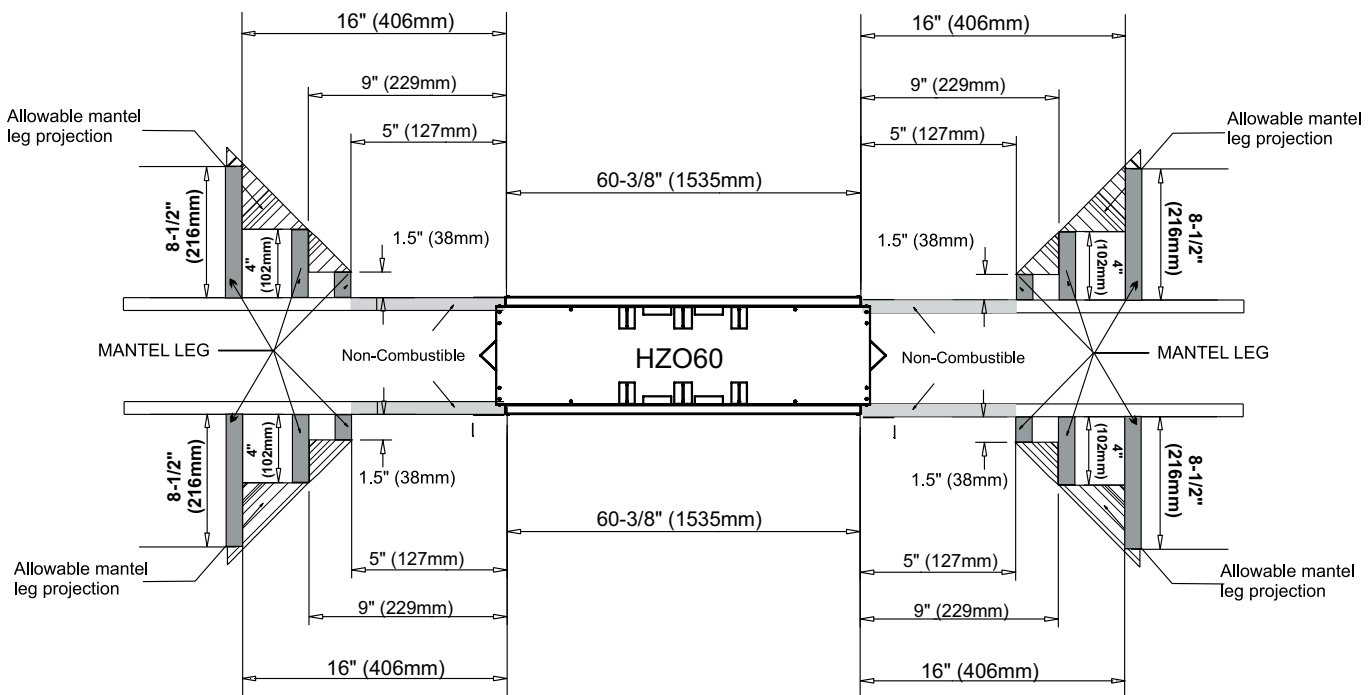 16" (406mm)
16" (406mm)
9" (229mm)
9" (229mm)
Allowable mantel
leg projection
Allowable mantel
leg projection
5" (127mm)
5" (127mm)
60-3/8" (1535mm)
8-1/2"
(216mm)
4"
(102mm)
1.5" (38mm)
1.5" (38mm)
4"
(102mm)
8-1/2"
(216mm)
MANTEL LEG
Non-Combustible
HZO60
Non-Combustible
MANTEL LEG
8-1/2"
(216mm)
4"
(102mm)
1.5" (38mm)
1.5" (38mm)
4"
(102mm)
8-1/2"
(216mm)
60-3/8" (1535mm)
Allowable mantel
leg projection
5" (127mm)
5" (127mm)
Allowable mantel
leg projection
9" (229mm)
9" (229mm)
16" (406mm)
16" (406mm)